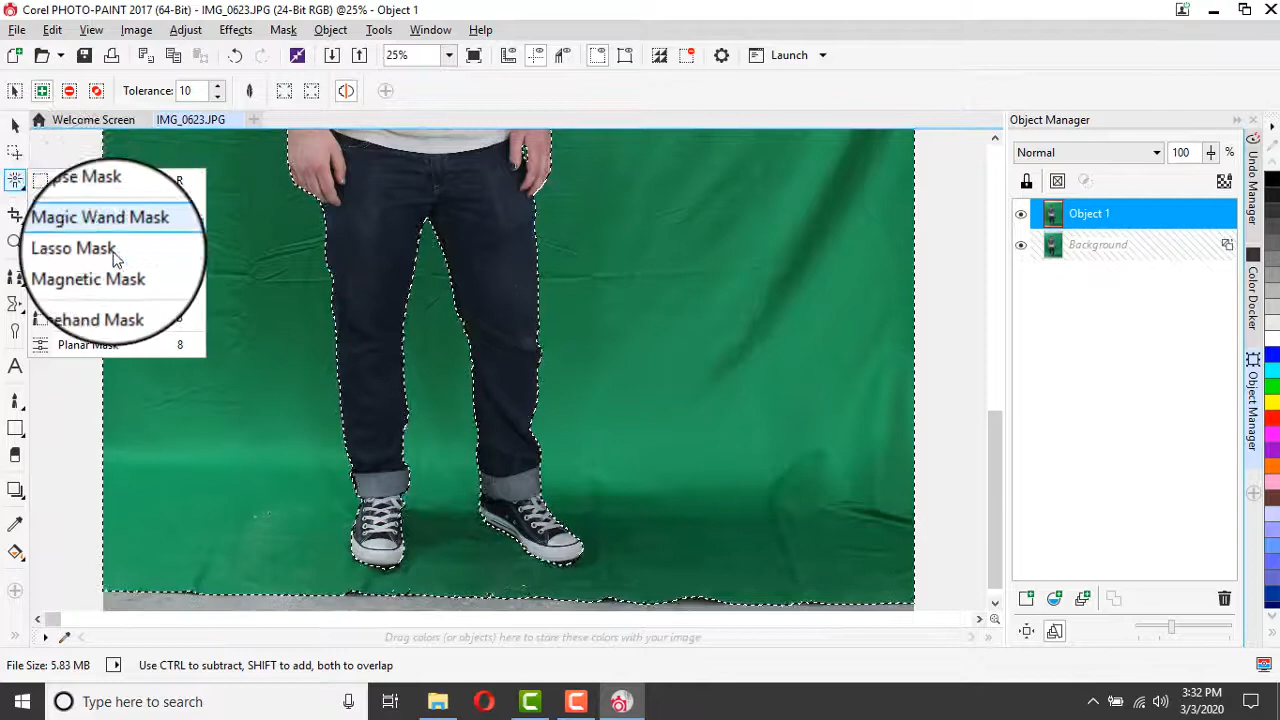 Corel PHOTO-PAINT 2017 (64-Bit) - IMG_0623.JPG (24-Bit RGB) @25% - Object 1
File Edit View Image Adjust Effects Mask Object Tools Window Help
25% Launch
Tolerance: 10
Welcome Screen IMG_0623.JPG
Object Manager
Normal 100 %
pse Mask R
Magic Wand Mask
Lasso Mask
Magnetic Mask
ehand Mask
Planar Mask 8
Object 1
Background
Undo Manager
Color Docker
Object Manager
Drag colors (or objects) here to store these colors with your image
File Size: 5.83 MB Use CTRL to subtract, SHIFT to add, both to overlap
Type here to search
3:32 PM
3/3/2020